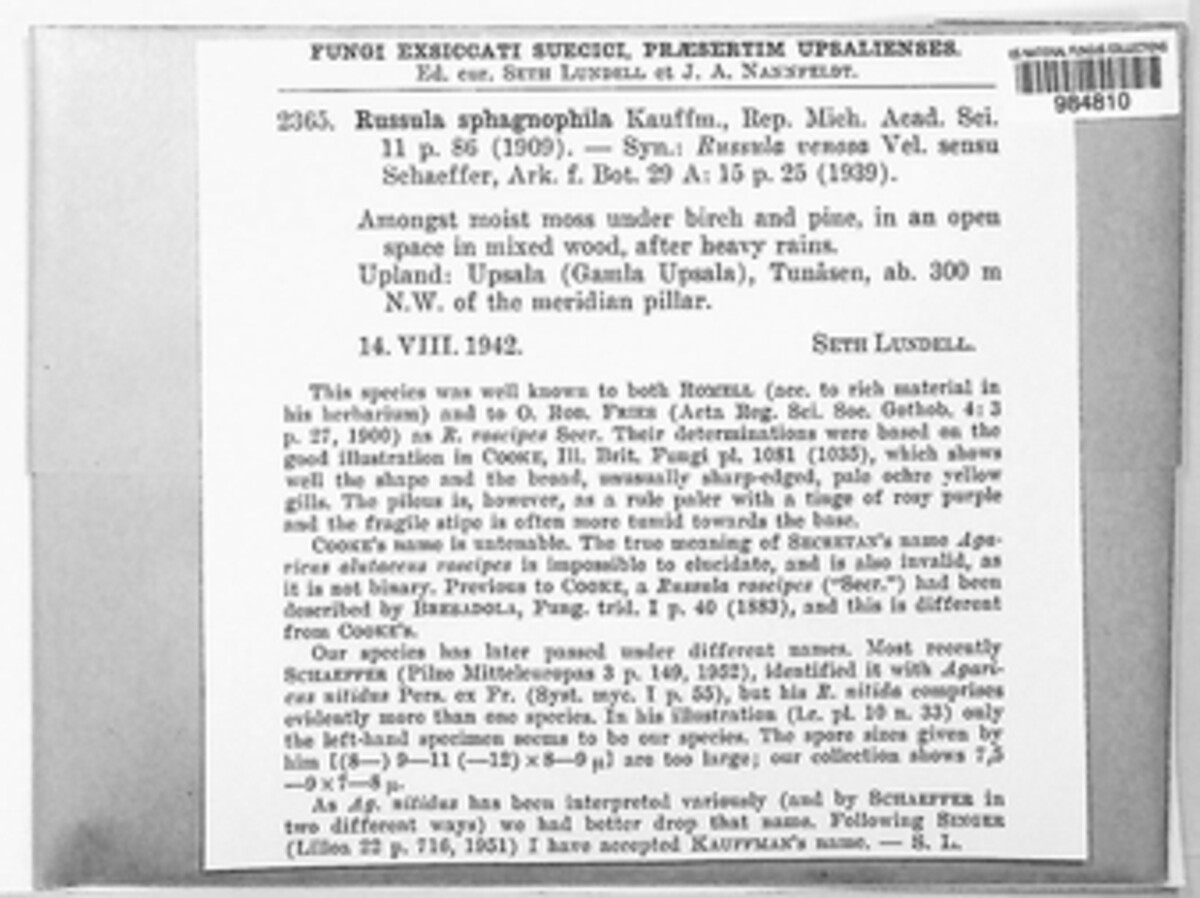 FUNGI EXSICCATI SUECICI, PRÆSERTIM UPSALIENSES.
Ed. cur. SETH LUNDELL et J. A. NANNFELDT.
US NATIONAL FUNGUS COLLECTIONS
984810
2365. Russula sphagnophila Kauffm., Rep. Mich. Acad. Sci.
11 p. 86 (1909). — Syn.: Russula venosa Vel. sensu
Schaeffer, Ark. f. Bot. 29 A: 15 p. 25 (1939).
Amongst moist moss under birch and pine, in an open
space in mixed wood, after heavy rains.
Upland: Upsala (Gamla Upsala), Tunåsen, ab. 300 m
N.W. of the meridian pillar.
14. VIII. 1942. SETH LUNDELL.
This species was well known to both ROMELL (acc. to rich material in
his herbarium) and to O. ROB. FRIES (Acta Reg. Sci. Soc. Gothob. 4: 3
p. 27, 1900) as R. roseipes Secr. Their determinations were based on the
good illustration in COOKE, Ill. Brit. Fungi pl. 1081 (1035), which shows
well the shape and the broad, unusually sharp-edged, pale ochre yellow
gills. The pileus is, however, as a rule paler with a tinge of rosy purple
and the fragile stipe is often more tumid towards the base.
COOKE's name is untenable. The true meaning of SECRETAN's name Aga-
ricus alutaceus roseipes is impossible to elucidate, and is also invalid, as
it is not binary. Previous to COOKE, a Russula roseipes ("Secr.") had been
described by BRESADOLA, Fung. trid. I p. 40 (1883), and this is different
from COOKE's.
Our species has later passed under different names. Most recently
SCHAEFFER (Pilze Mitteleuropas 3 p. 149, 1952), identified it with Agari-
cus nitidus Pers. ex Fr. (Syst. myc. I p. 55), but his R. nitida comprises
evidently more than one species. In his illustration (l.c. pl. 10 n. 33) only
the left-hand specimen seems to be our species. The spore sizes given by
him [(8—) 9—11 (—12) × 8—9 μ] are too large; our collection shows 7,5
—9 × 7—8 μ.
As Ag. nitidus has been interpreted variously (and by SCHAEFFER in
two different ways) we had better drop that name. Following SINGER
(Lilloa 22 p. 716, 1951) I have accepted KAUFFMAN's name. — S. L.